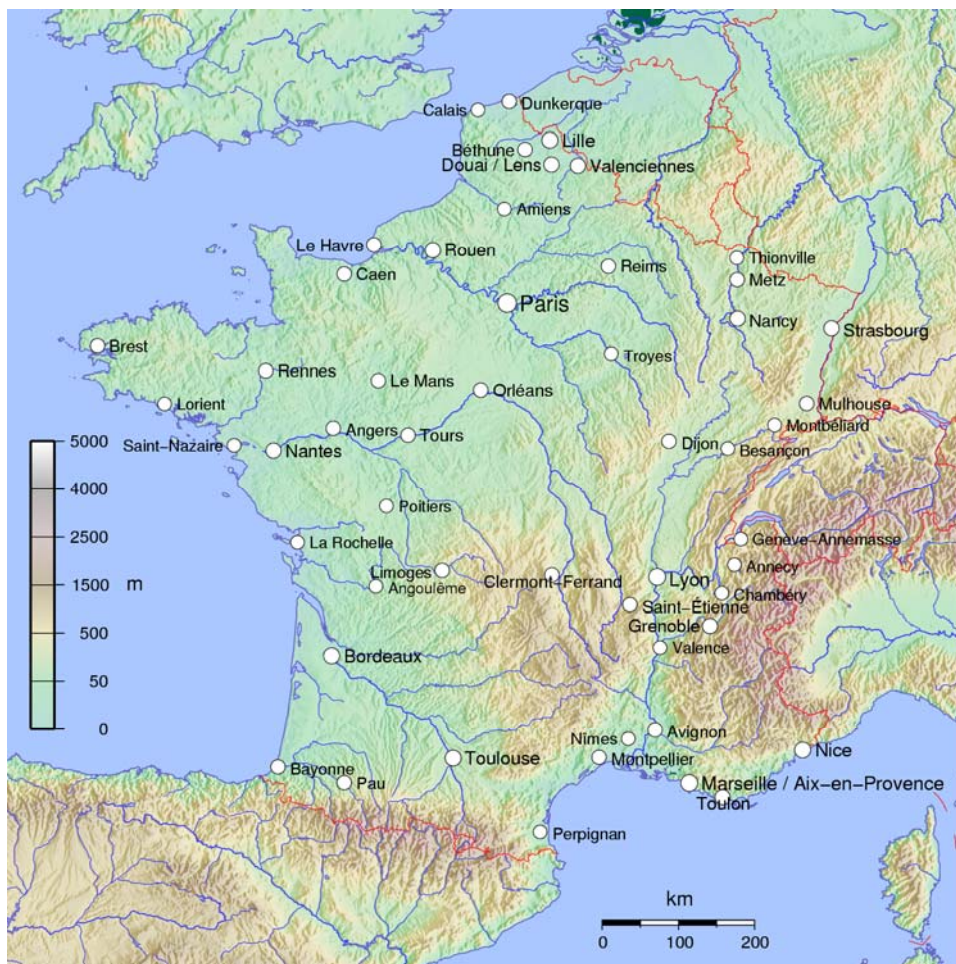 Calais
Dunkerque
Lille
Béthune
Douai / Lens
Valenciennes
Amiens
Le Havre
Rouen
Caen
Reims
Thionville
Metz
Paris
Nancy
Strasbourg
Brest
Troyes
Rennes
Le Mans
Orléans
Lorient
Mulhouse
Montbéliard
Angers
Tours
Saint-Nazaire
Nantes
Dijon
Besançon
5000
4000
2500
1500
500
50
0
m
Poitiers
La Rochelle
Genève-Annemasse
Annecy
Limoges
Angoulême
Clermont-Ferrand
Lyon
Chambéry
Saint-Étienne
Grenoble
Valence
Bordeaux
Avignon
Nîmes
Montpellier
Nice
Toulouse
Bayonne
Pau
Marseille / Aix-en-Provence
Toulon
Perpignan
km
0 100 200